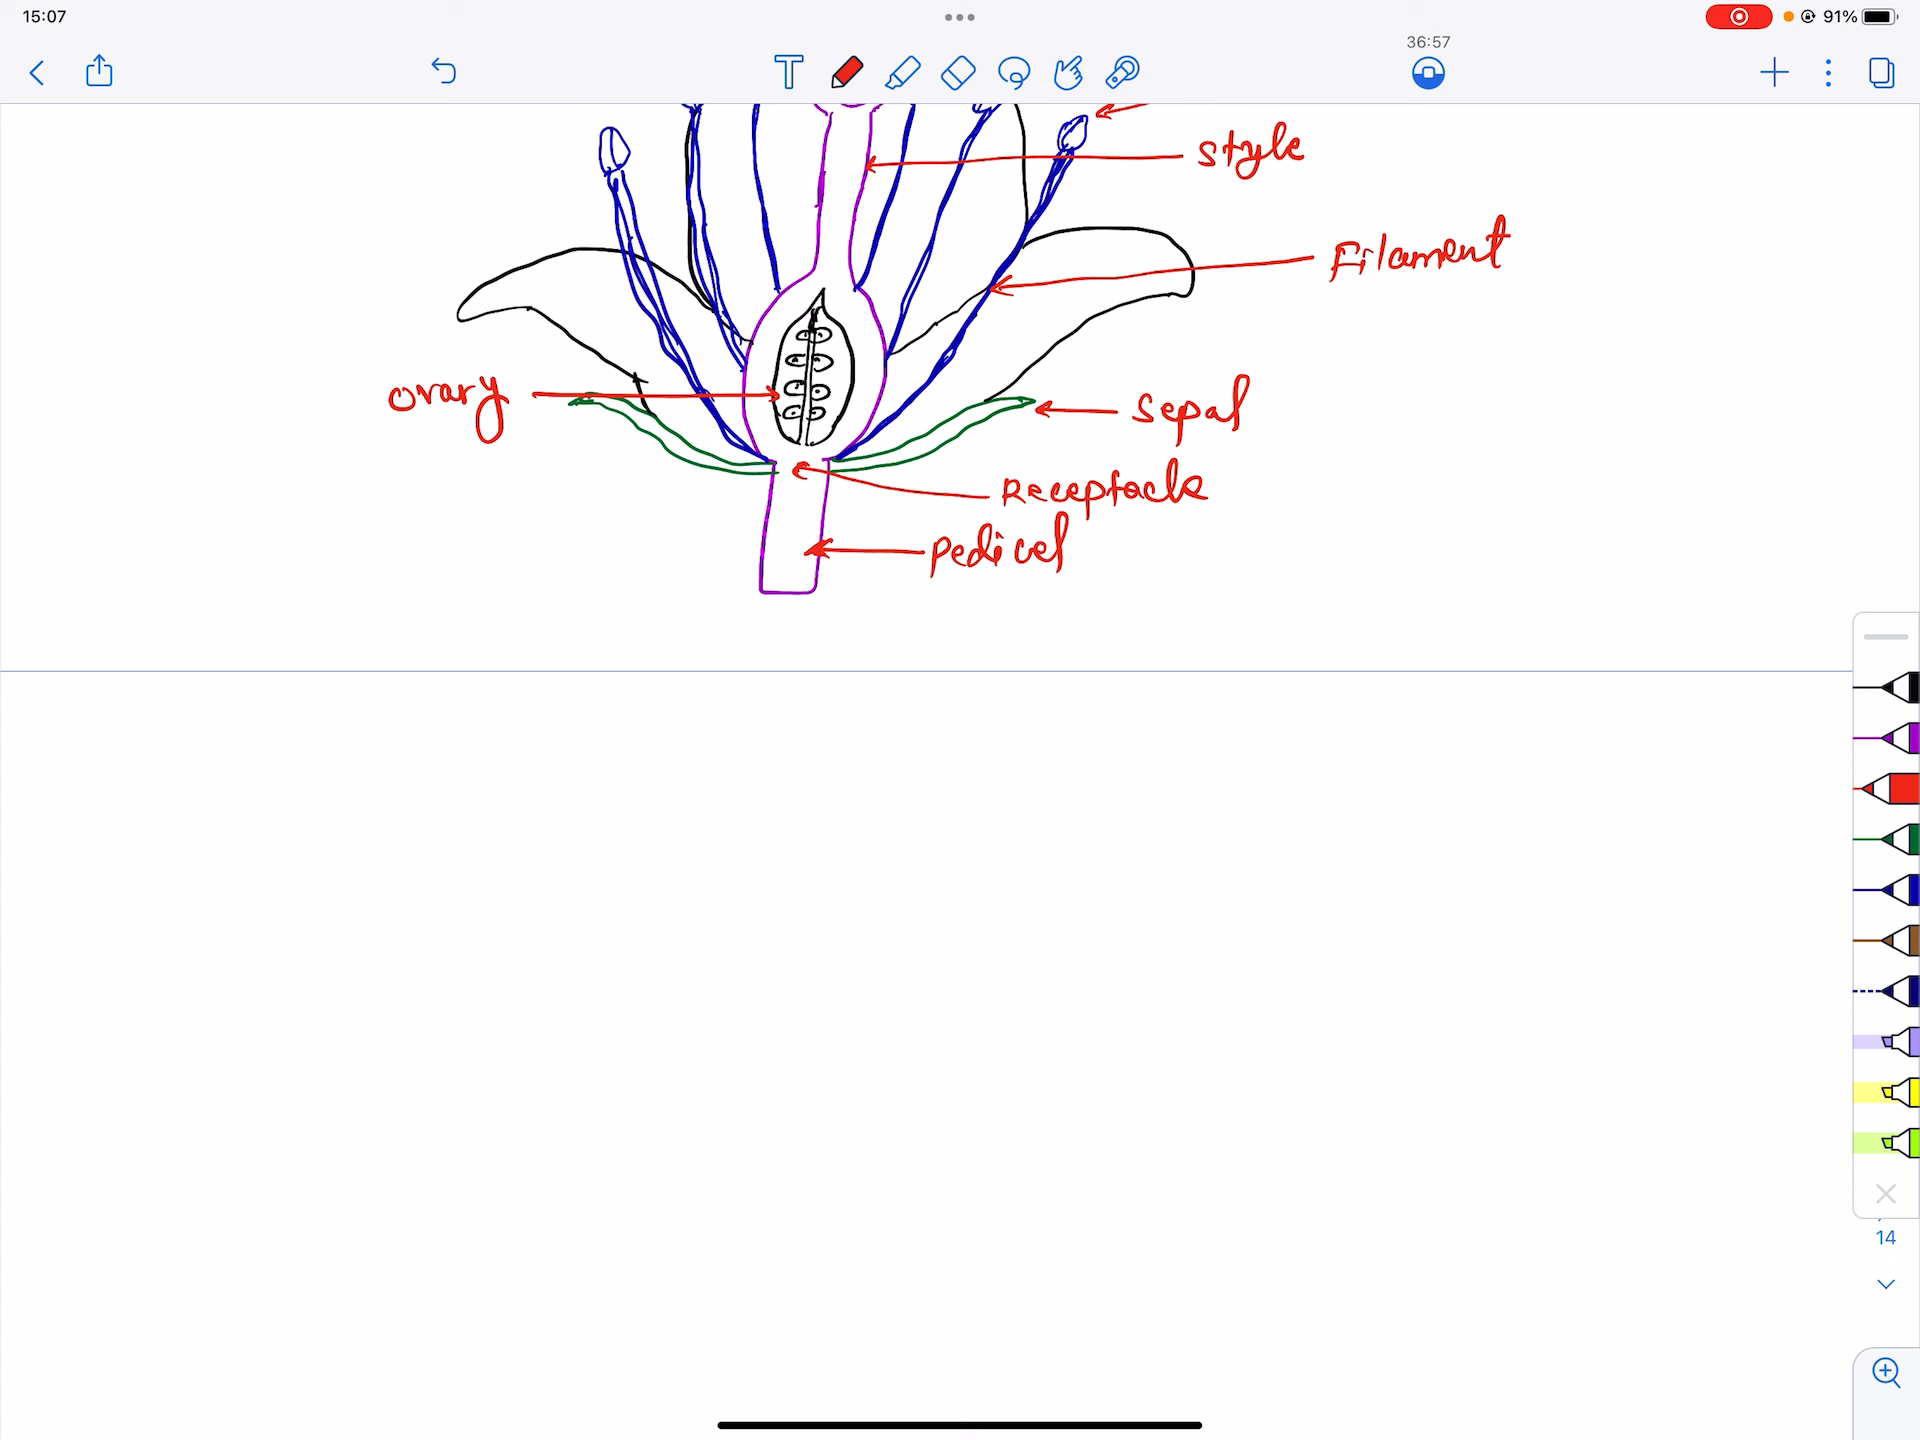 15:07
91%
36:57
T
style
Filament
ovary
sepal
Receptacle
Pedicel
14